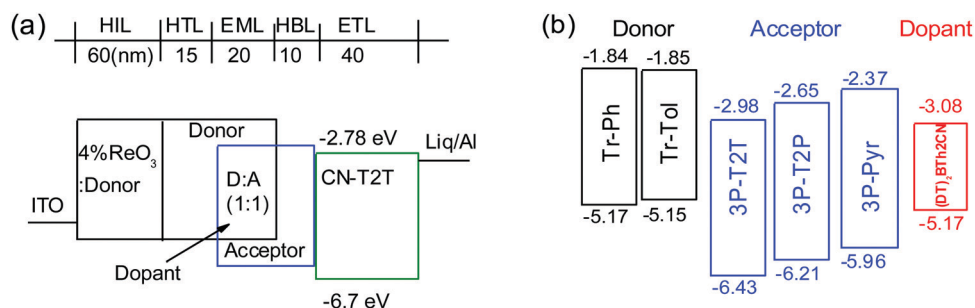 (a)
HIL HTL EML HBL ETL
60(nm) 15 20 10 40
Donor
-2.78 eV
4%ReO₃
:Donor
D:A
(1:1)
CN-T2T
Liq/Al
ITO
Dopant
Acceptor
-6.7 eV
(b)
Donor Acceptor Dopant
-1.84 -1.85
-2.98 -2.65 -2.37
-3.08
Tr-Ph
Tr-Tol
3P-T2T
3P-T2P
3P-Pyr
(DT)₂BTh2CN
-5.17 -5.15
-6.43 -6.21 -5.96
-5.17